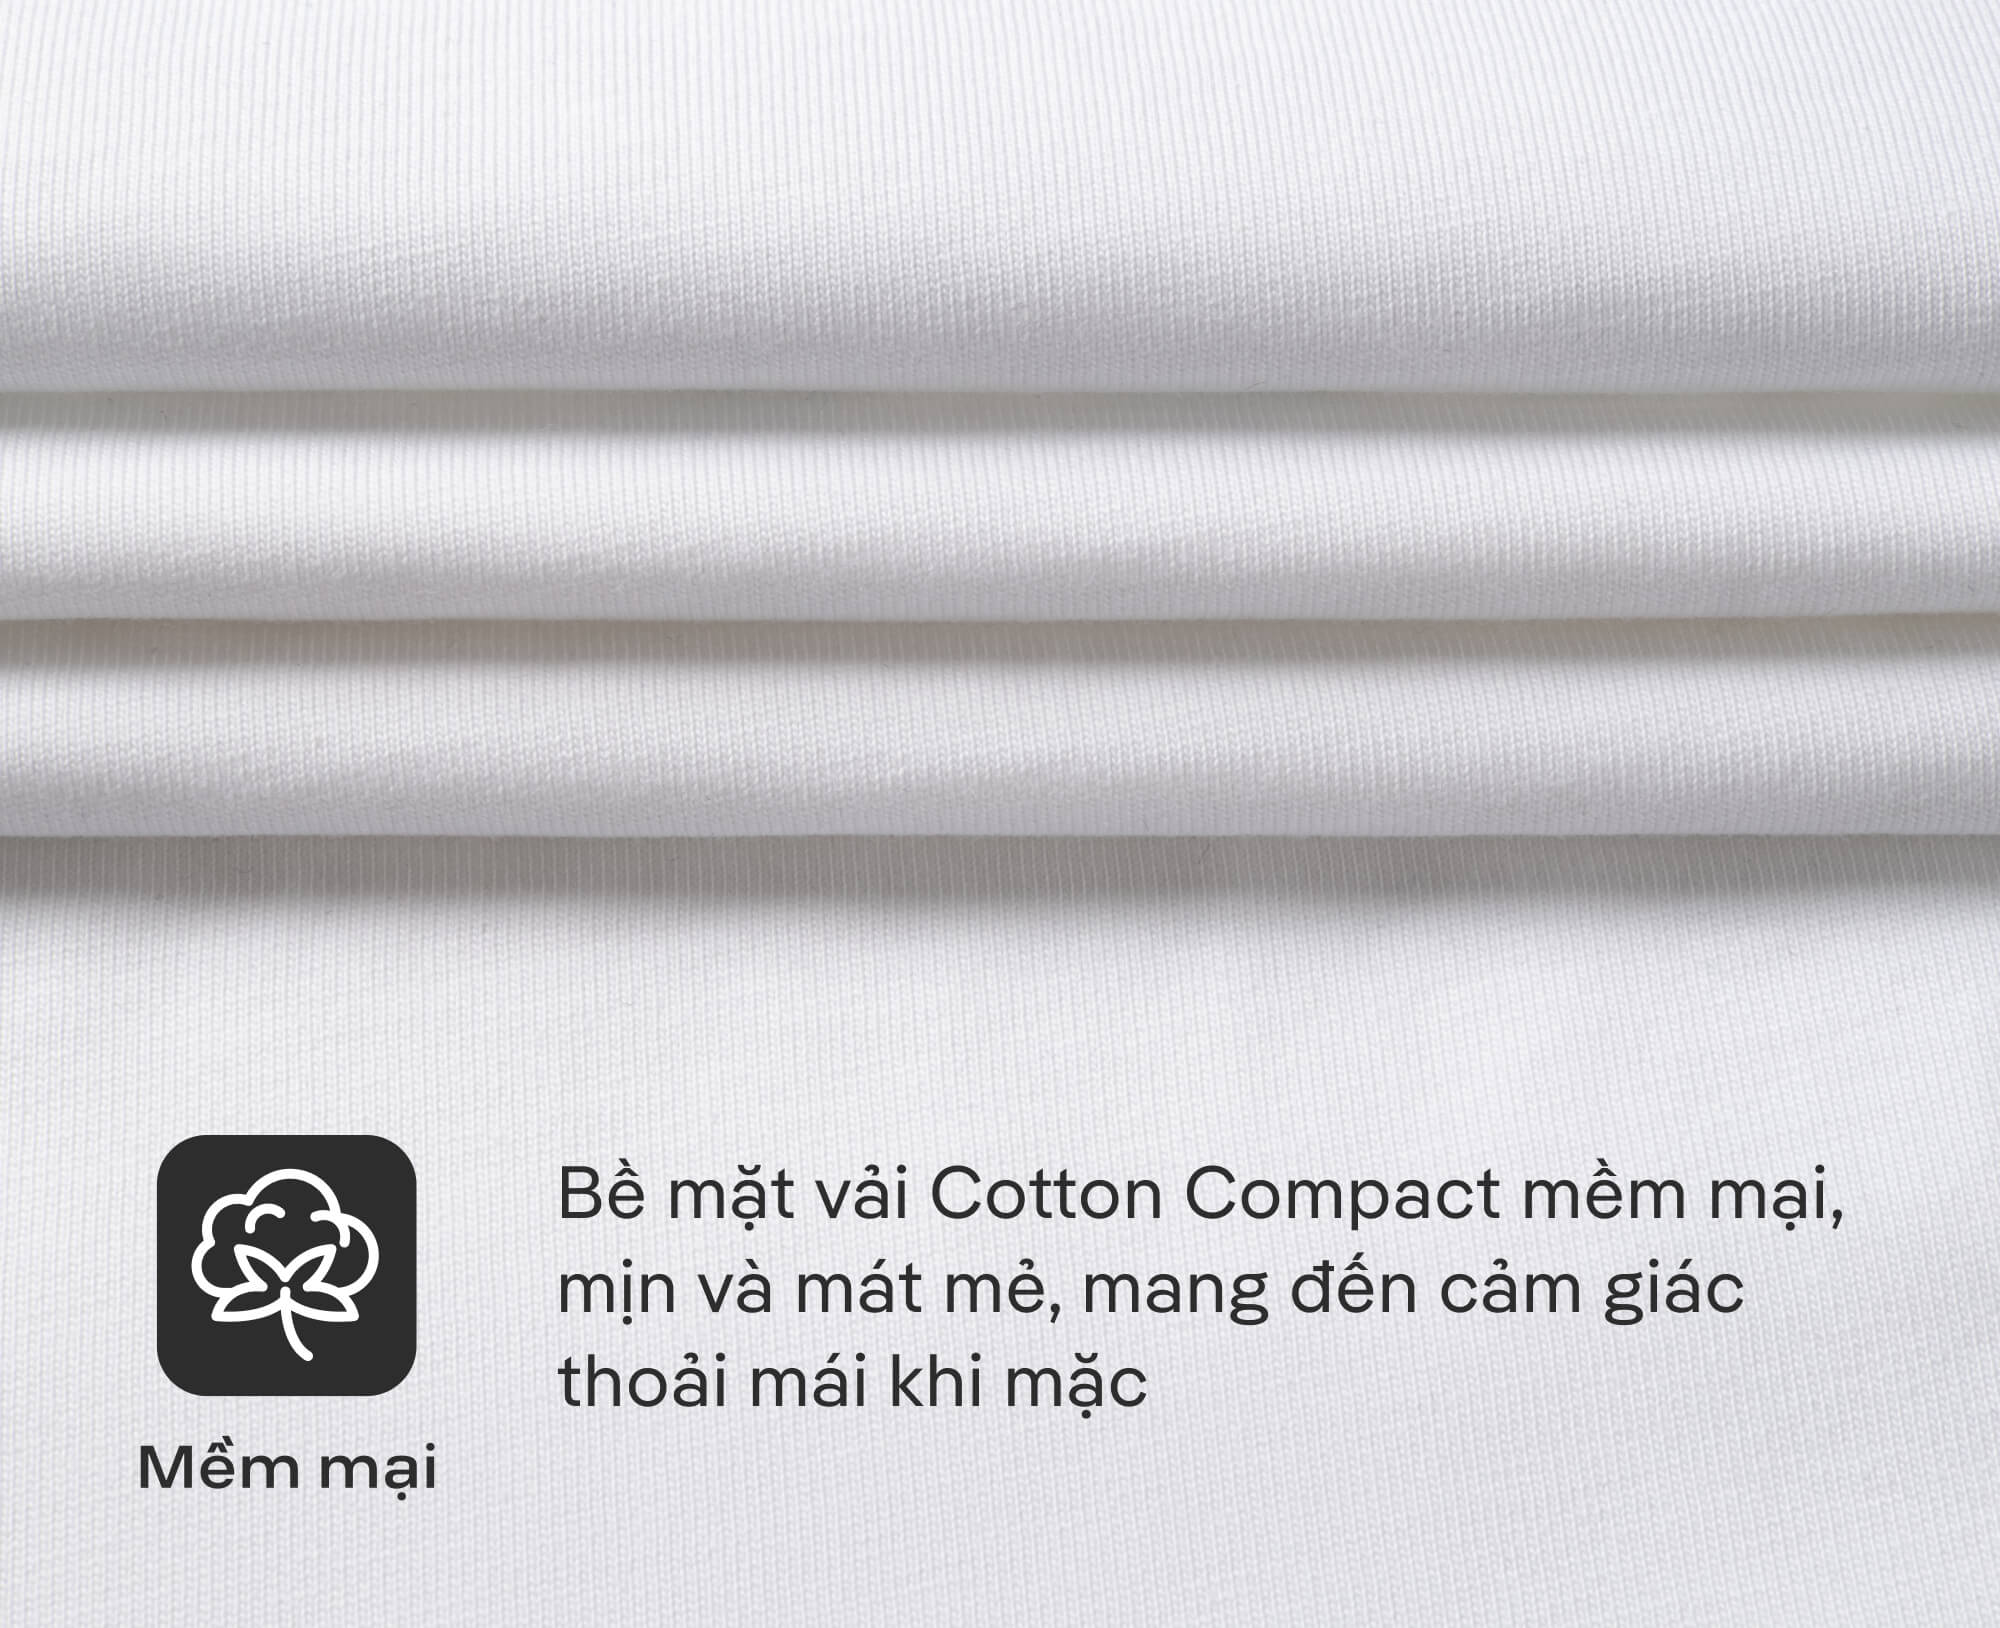 Bề mặt vải Cotton Compact mềm mại,
mịn và mát mẻ, mang đến cảm giác
thoải mái khi mặc
Mềm mại